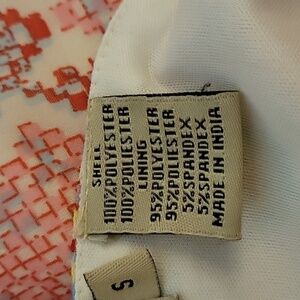 SHELL
100%POLYESTER
100%POLIESTER
LINING
95%POLYESTER
95%POLIESTER
5%SPANDEX
5%SPANDEX
MADE IN INDIA
S